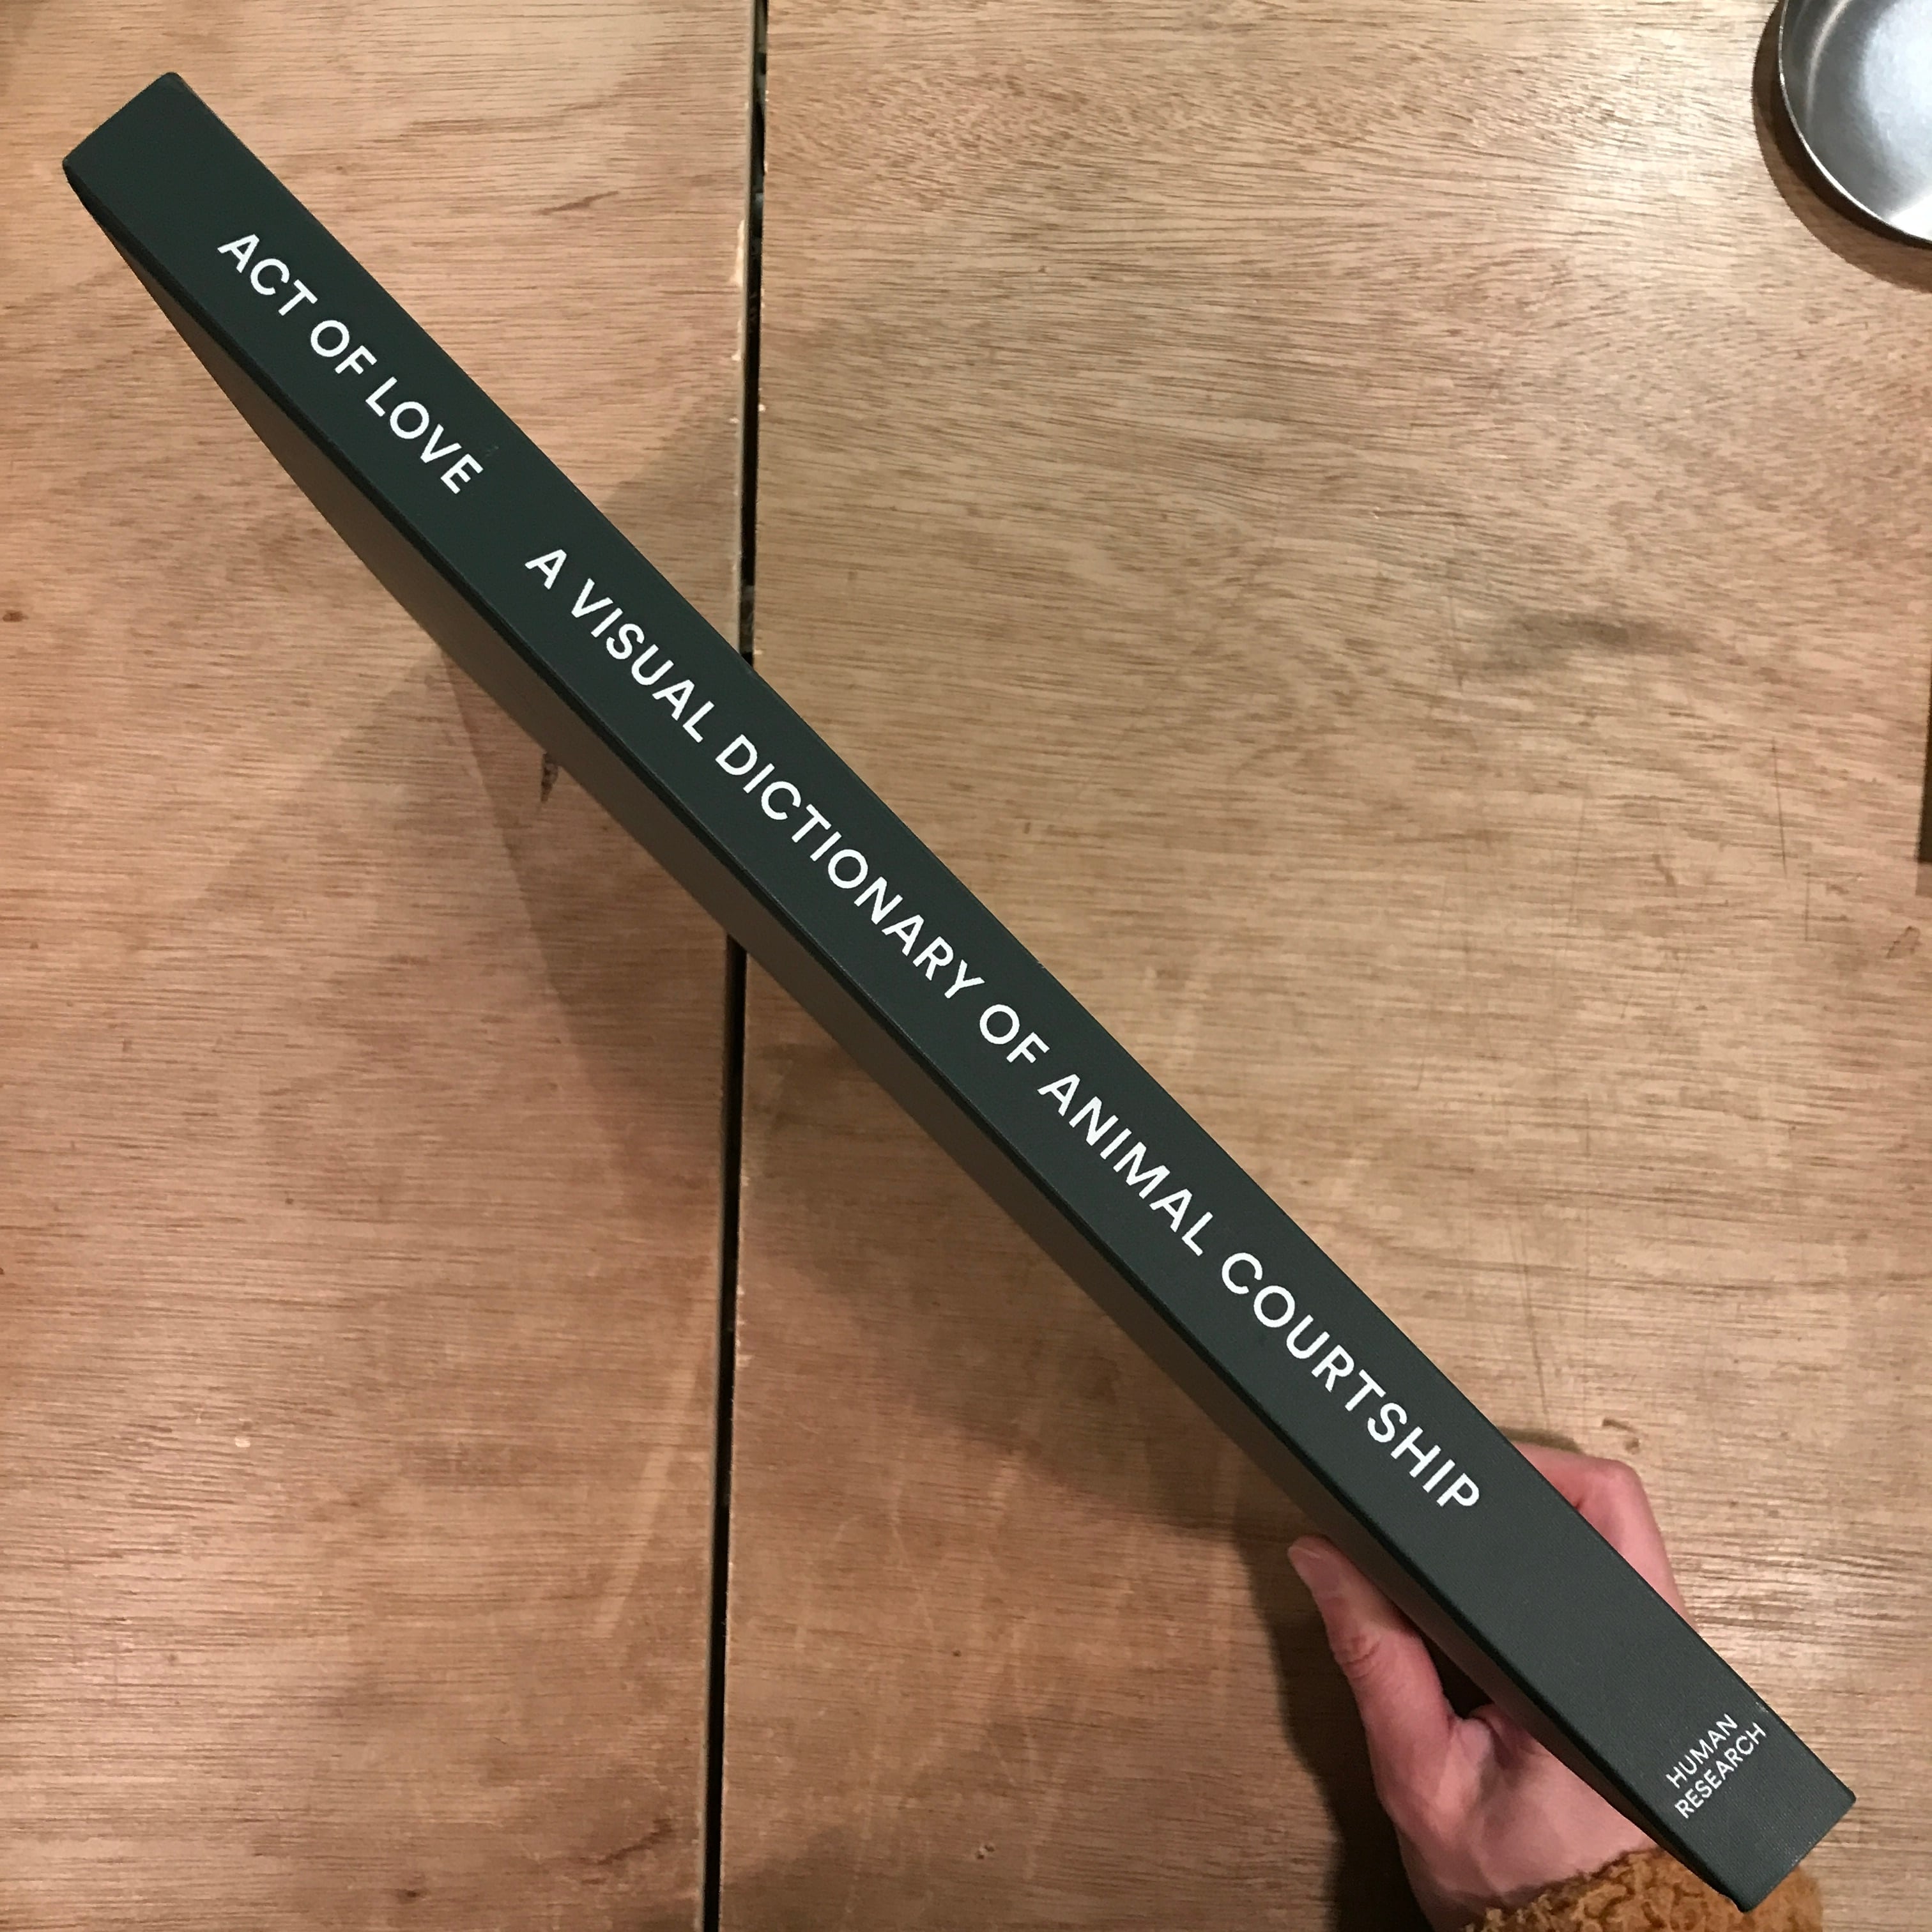 ACT OF LOVE A VISUAL DICTIONARY OF ANIMAL COURTSHIP
HUMAN
RESEARCH